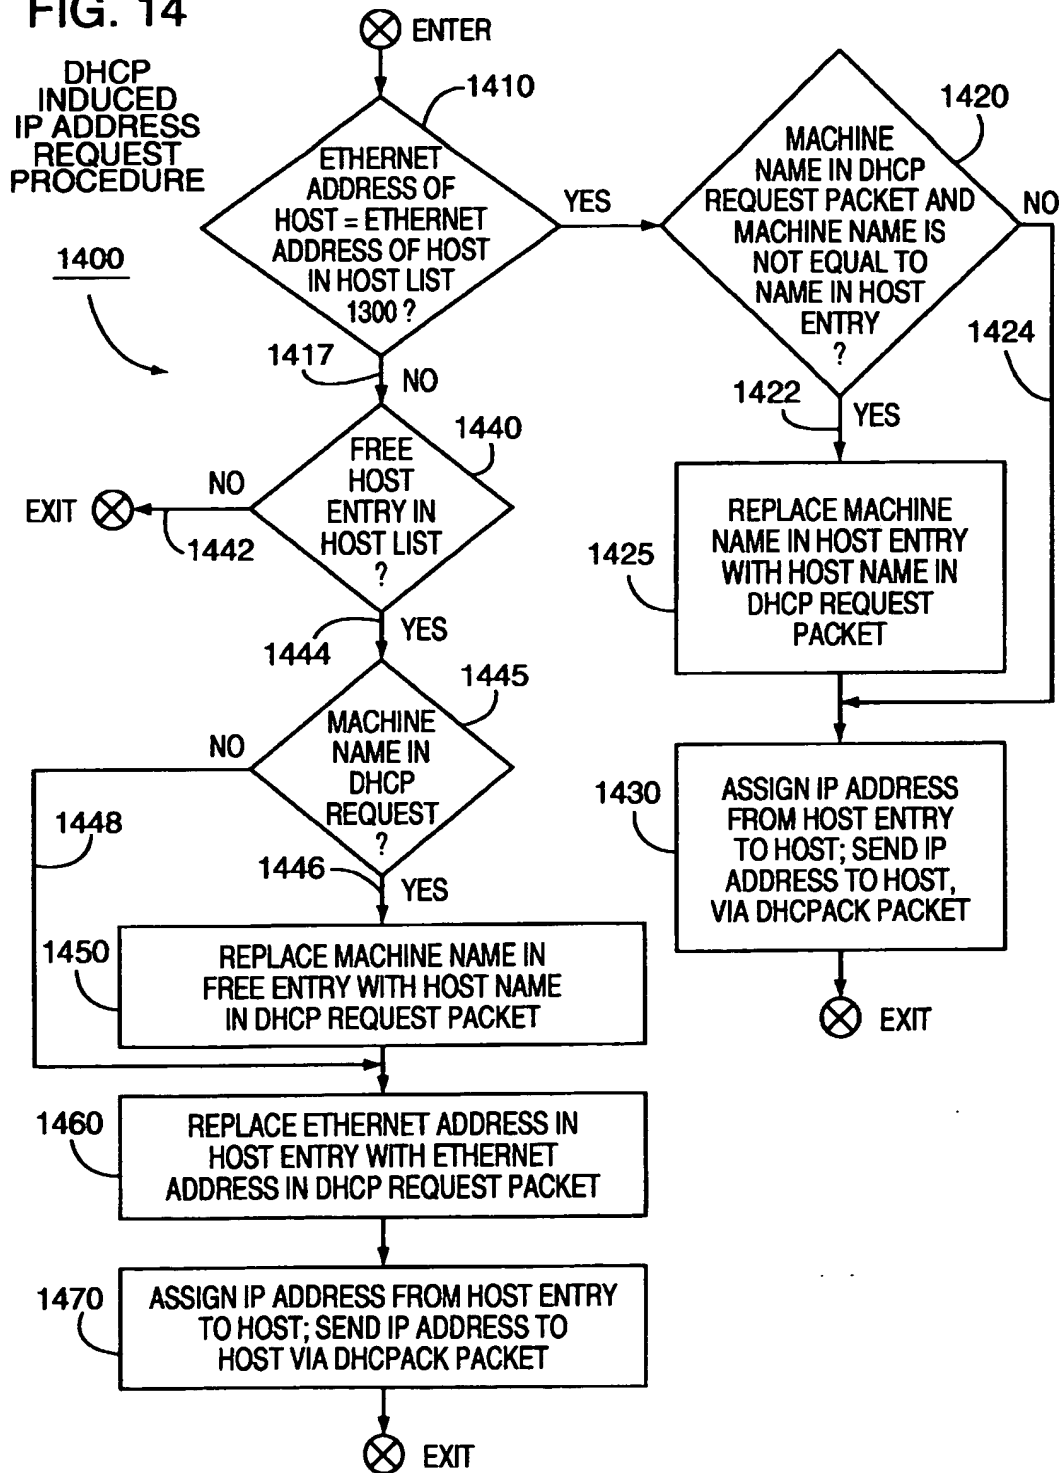 FIG. 14
DHCP
INDUCED
IP ADDRESS
REQUEST
PROCEDURE
1400
ENTER
1410
ETHERNET
ADDRESS OF
HOST = ETHERNET
ADDRESS OF HOST
IN HOST LIST
1300 ?
YES
1420
MACHINE
NAME IN DHCP
REQUEST PACKET AND
MACHINE NAME IS
NOT EQUAL TO
NAME IN HOST
ENTRY
?
NO
1424
1422
YES
1425
REPLACE MACHINE
NAME IN HOST ENTRY
WITH HOST NAME IN
DHCP REQUEST
PACKET
1430
ASSIGN IP ADDRESS
FROM HOST ENTRY
TO HOST; SEND IP
ADDRESS TO HOST,
VIA DHCPACK PACKET
EXIT
1417
NO
1440
FREE
HOST
ENTRY IN
HOST LIST
?
NO
EXIT
1442
1444
YES
1445
MACHINE
NAME IN
DHCP
REQUEST
?
NO
1448
1446
YES
1450
REPLACE MACHINE NAME IN
FREE ENTRY WITH HOST NAME
IN DHCP REQUEST PACKET
1460
REPLACE ETHERNET ADDRESS IN
HOST ENTRY WITH ETHERNET
ADDRESS IN DHCP REQUEST PACKET
1470
ASSIGN IP ADDRESS FROM HOST ENTRY
TO HOST; SEND IP ADDRESS TO
HOST VIA DHCPACK PACKET
EXIT